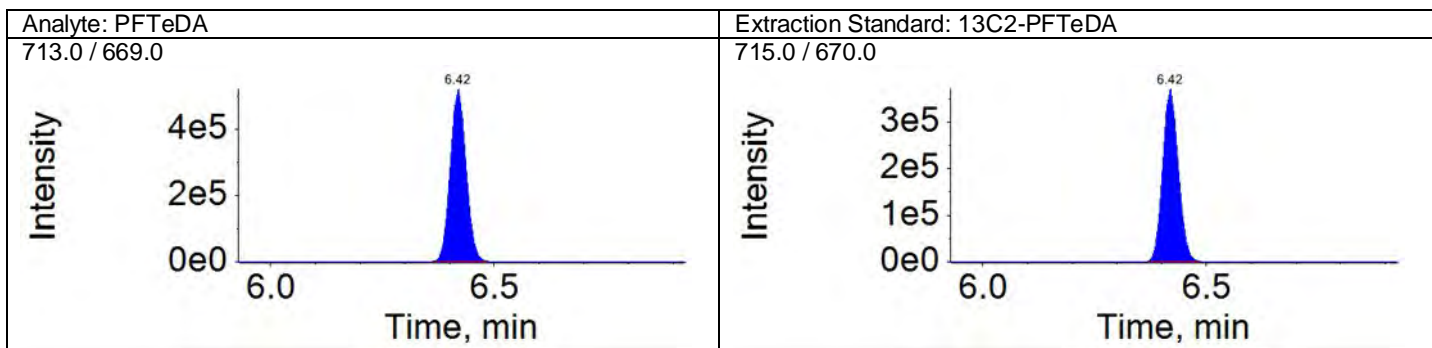 Analyte: PFTeDA
Extraction Standard: 13C2-PFTeDA
713.0 / 669.0
715.0 / 670.0
6.42
4e5
2e5
0e0
Intensity
6.0
6.5
Time, min
6.42
3e5
2e5
1e5
0e0
Intensity
6.0
6.5
Time, min